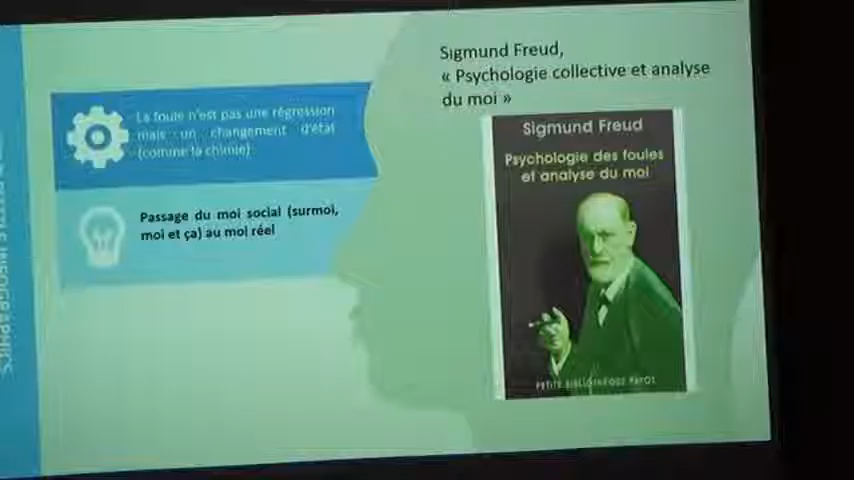 Sigmund Freud,
« Psychologie collective et analyse
du moi »
La foule n'est pas une régression
mais un changement d'état
(comme la chimie)
Passage du moi social (surmoi,
moi et ça) au moi réel
Sigmund Freud
Psychologie des foules
et analyse du moi
PETITE BIBLIOTHÈQUE PAYOT
INFOGRAPHICS